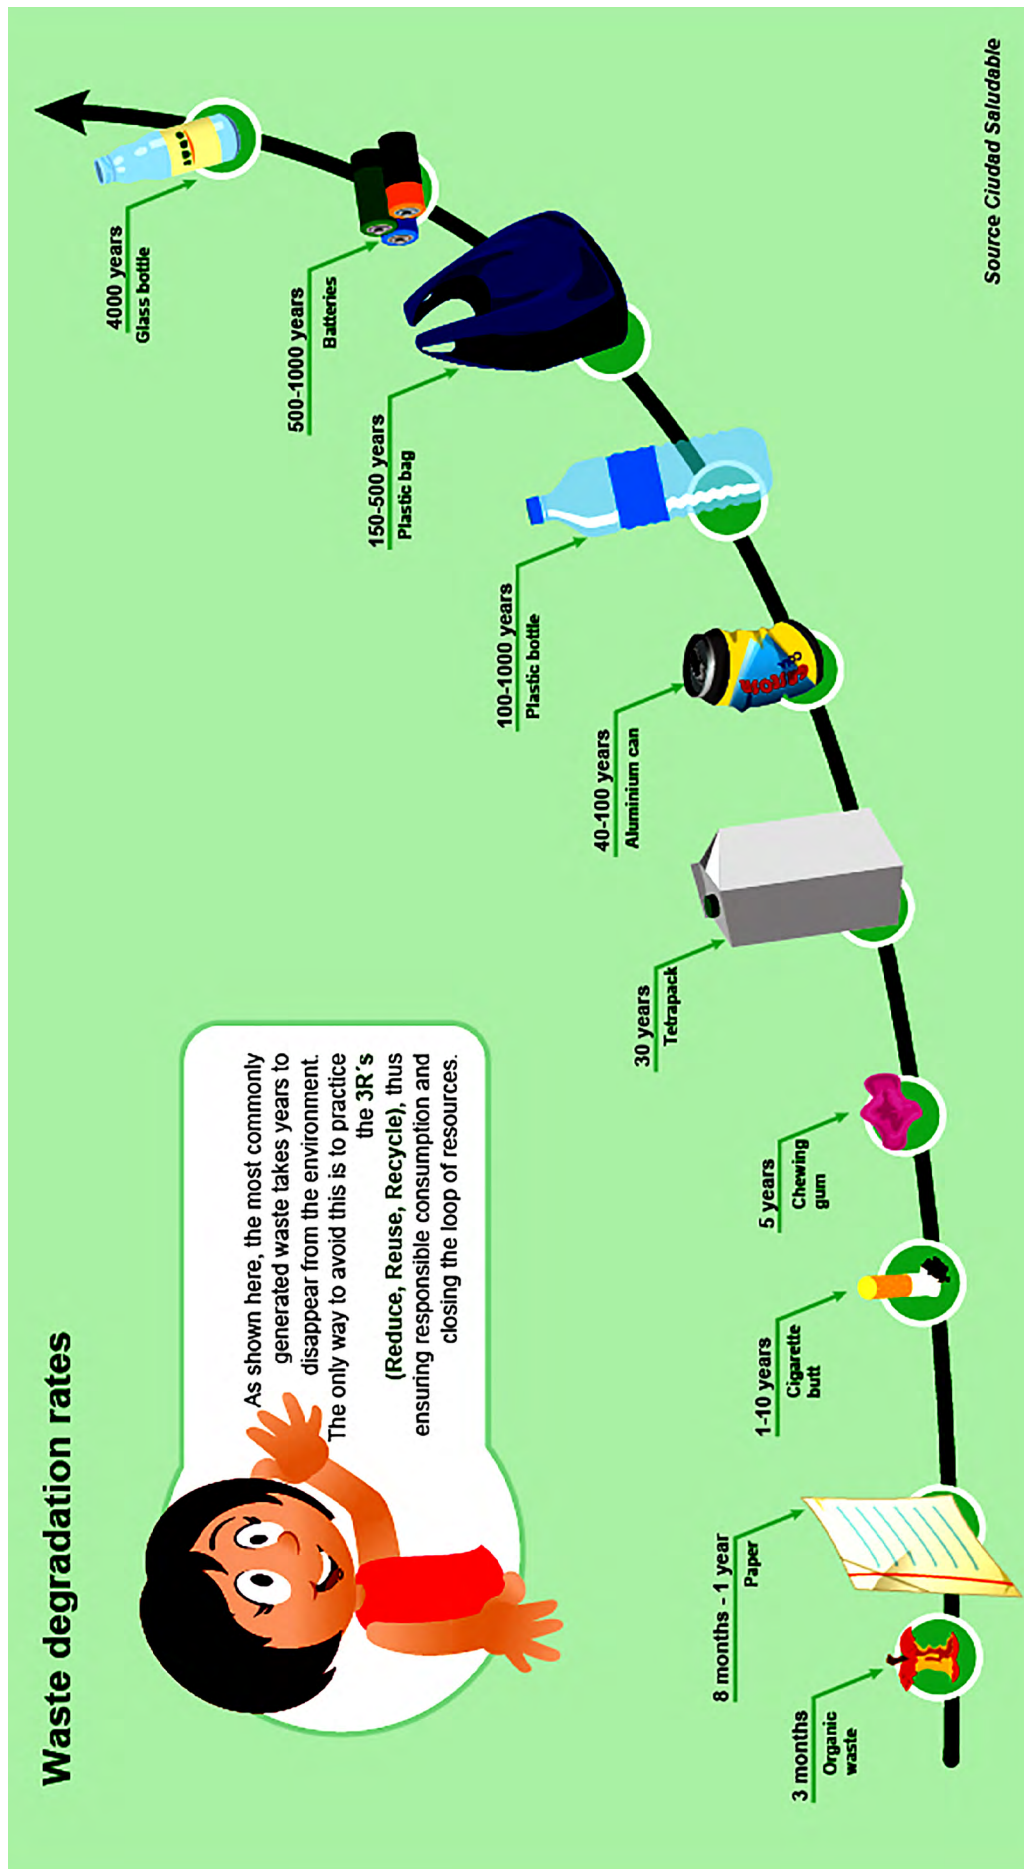 Waste degradation rates
As shown here, the most commonly
generated waste takes years to
disappear from the environment.
The only way to avoid this is to practice
the 3R´s
(Reduce, Reuse, Recycle), thus
ensuring responsible consumption and
closing the loop of resources.
3 months
Organic
waste
8 months - 1 year
Paper
1-10 years
Cigarette
butt
5 years
Chewing
gum
30 years
Tetrapack
40-100 years
Aluminium can
100-1000 years
Plastic bottle
150-500 years
Plastic bag
500-1000 years
Batteries
4000 years
Glass bottle
Source Ciudad Saludable